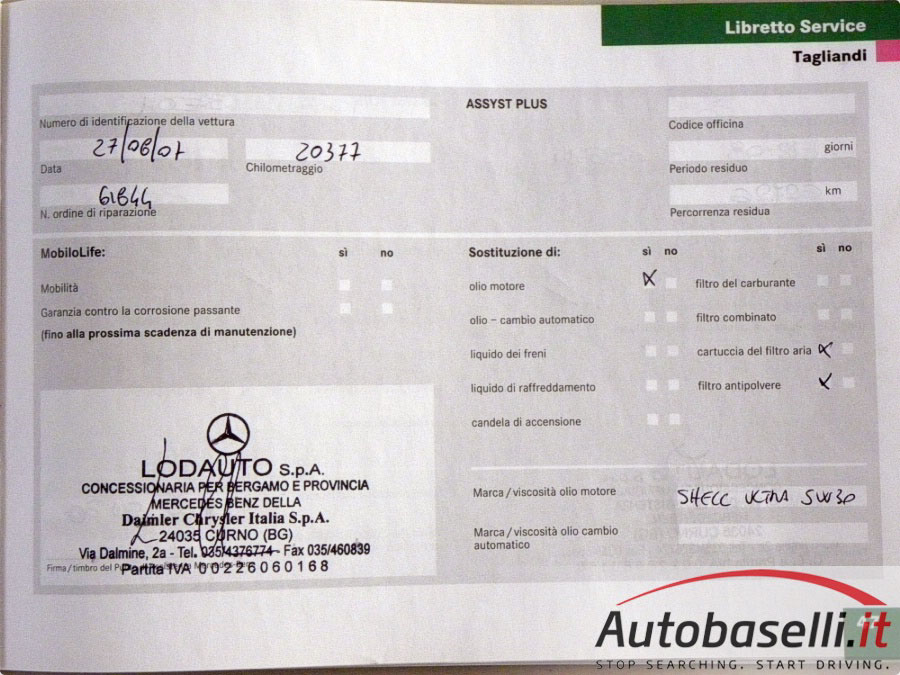 Libretto Service
Tagliandi
ASSYST PLUS
Numero di identificazione della vettura
Codice officina
27/08/07
20377
giorni
Data
Chilometraggio
Periodo residuo
61844
km
N. ordine di riparazione
Percorrenza residua
MobiloLife:
sì no
Sostituzione di:
sì no
sì no
Mobilità
olio motore
filtro del carburante
Garanzia contro la corrosione passante
olio – cambio automatico
filtro combinato
(fino alla prossima scadenza di manutenzione)
liquido dei freni
cartuccia del filtro aria
liquido di raffreddamento
filtro antipolvere
candela di accensione
LODAUTO S.p.A.
CONCESSIONARIA PER BERGAMO E PROVINCIA
MERCEDES BENZ DELLA
Daimler Chrysler Italia S.p.A.
24035 CURNO (BG)
Via Dalmine, 2a - Tel. 035/4376774 - Fax 035/460839
Partita IVA 00226060168
Firma/timbro del
Marca/viscosità olio motore
SHELL ULTRA 5W30
Marca/viscosità olio cambio
automatico
47
Autobaselli.it
STOP SEARCHING. START DRIVING.